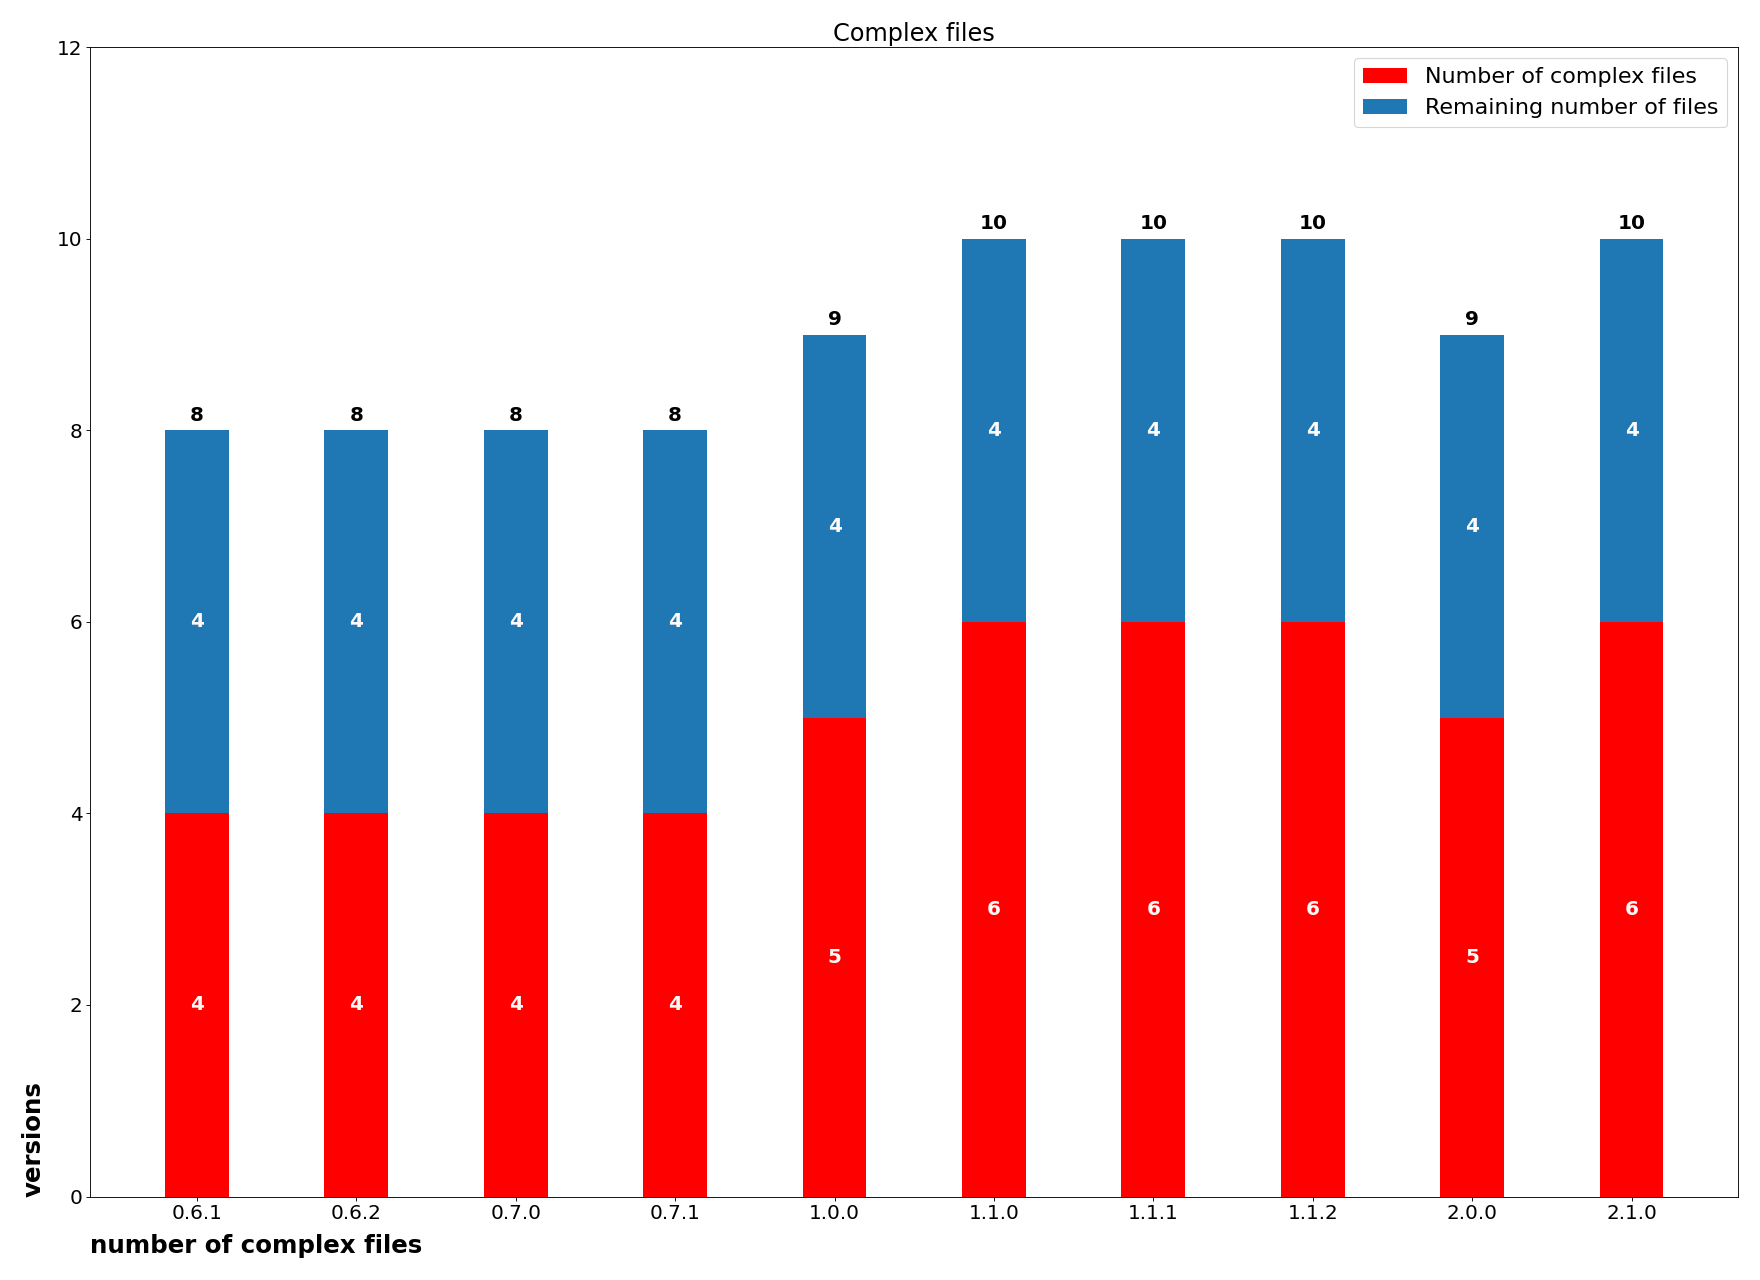 Complex files
12
Number of complex files
Remaining number of files
10 10 10 10
10
9 9
8 8 8 8
8
4 4 4 4
4 4
6
4 4 4 4
4
6 6 6 6
5 5
2
4 4 4 4
versions
0
0.6.1 0.6.2 0.7.0 0.7.1 1.0.0 1.1.0 1.1.1 1.1.2 2.0.0 2.1.0
number of complex files